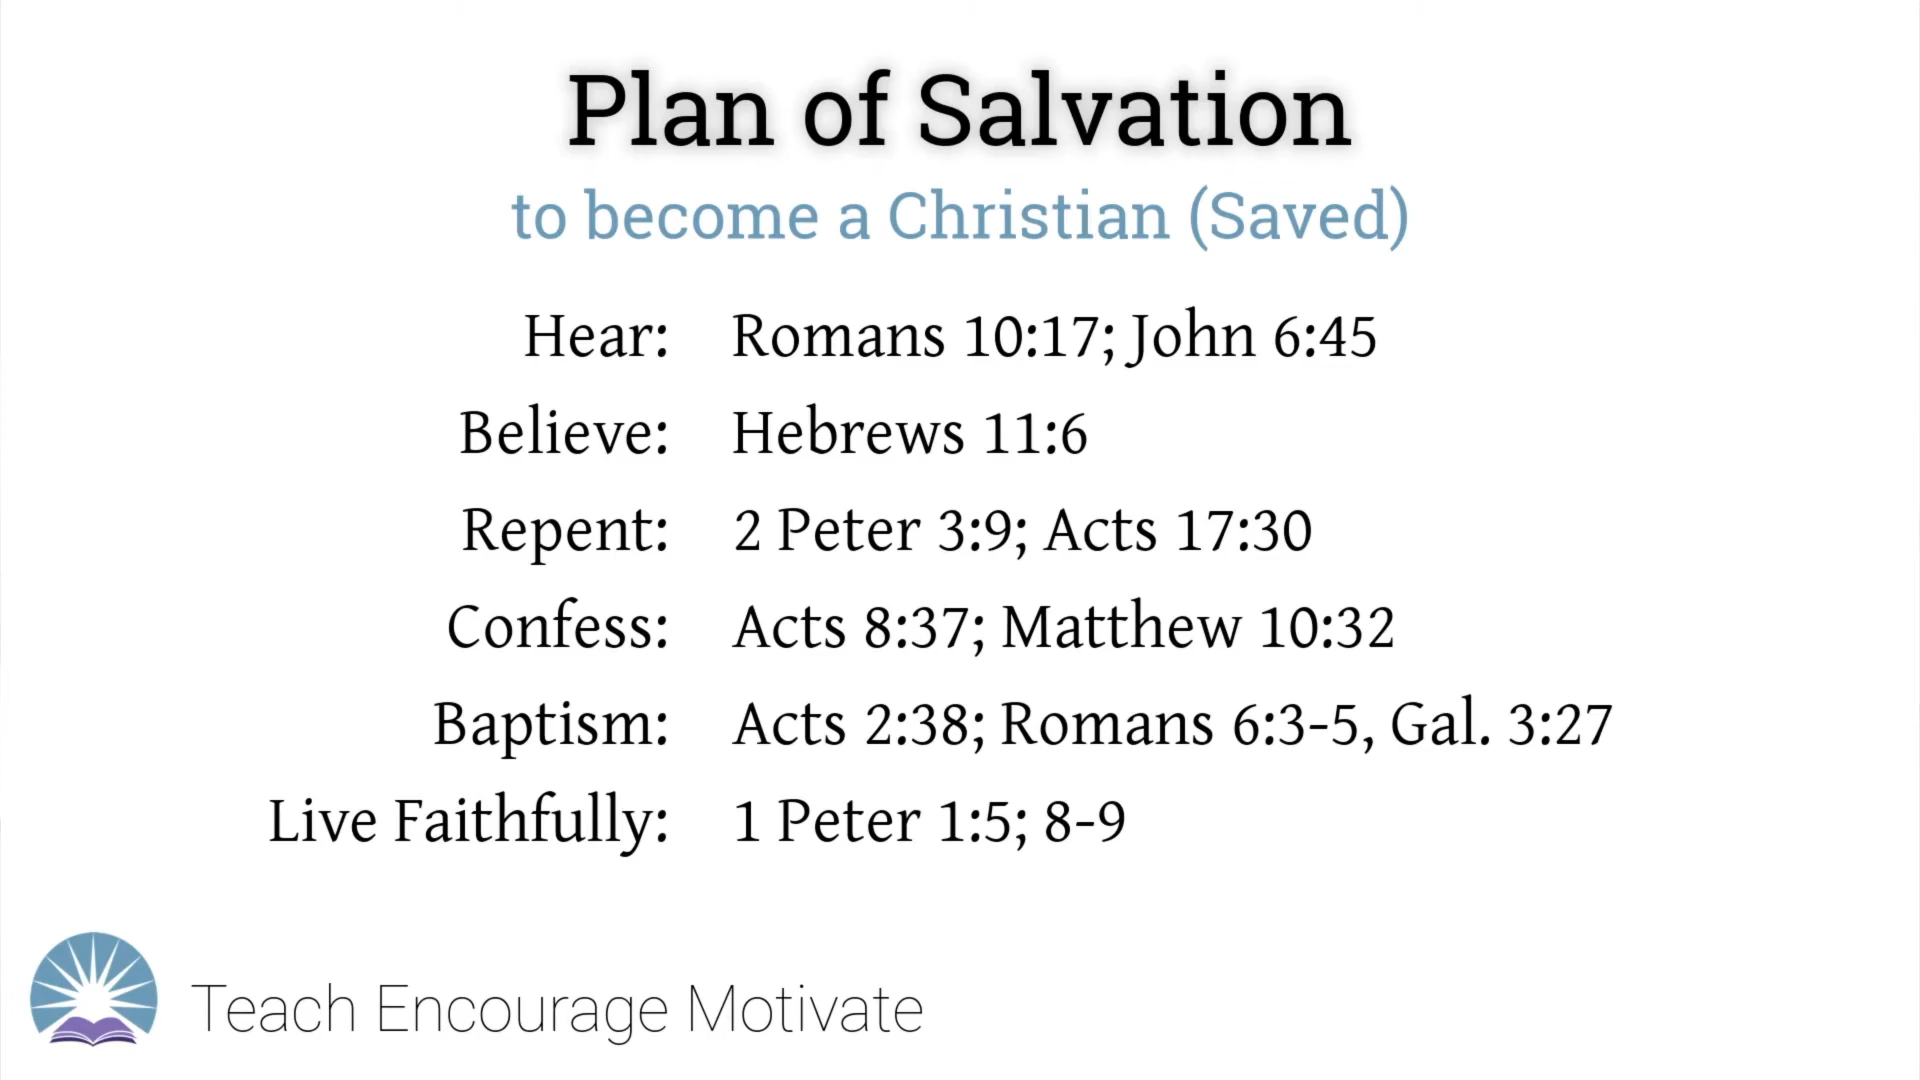 Plan of Salvation
to become a Christian (Saved)
Hear: Romans 10:17; John 6:45
Believe: Hebrews 11:6
Repent: 2 Peter 3:9; Acts 17:30
Confess: Acts 8:37; Matthew 10:32
Baptism: Acts 2:38; Romans 6:3-5, Gal. 3:27
Live Faithfully: 1 Peter 1:5; 8-9
Teach Encourage Motivate